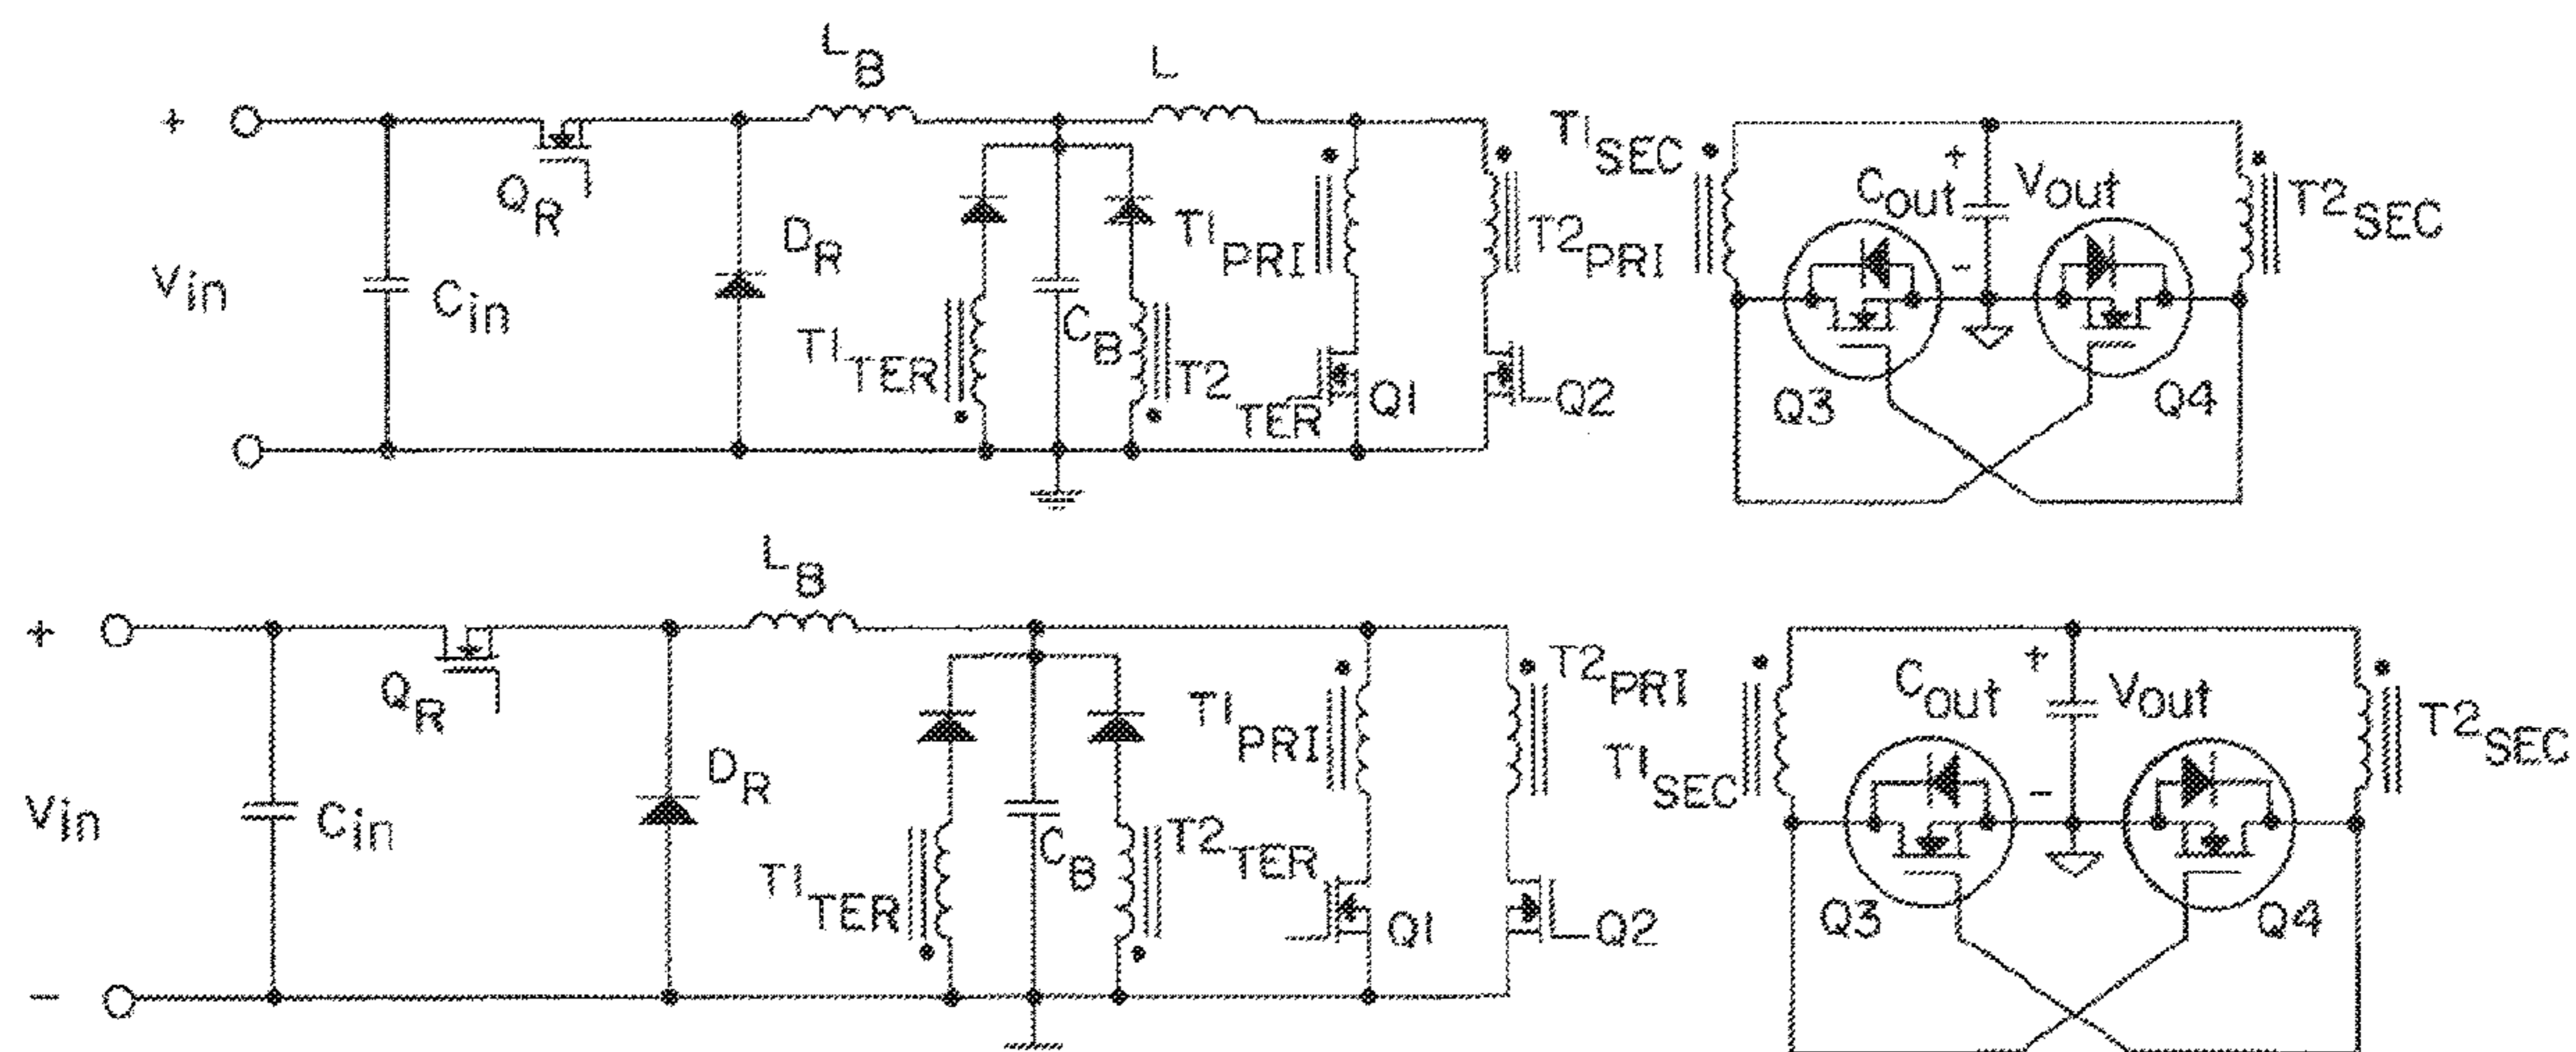 LB
L
+
QR
Vin
Cin
DR
T1TER
CB
T2TER
T1PRI
T2PRI
Q1
Q2
T1SEC
Cout
+
Vout
-
T2SEC
Q3
Q4
LB
+
QR
Vin
Cin
-
DR
T1TER
CB
T2TER
T1PRI
T2PRI
Q1
Q2
T1SEC
Cout
+
Vout
-
T2SEC
Q3
Q4